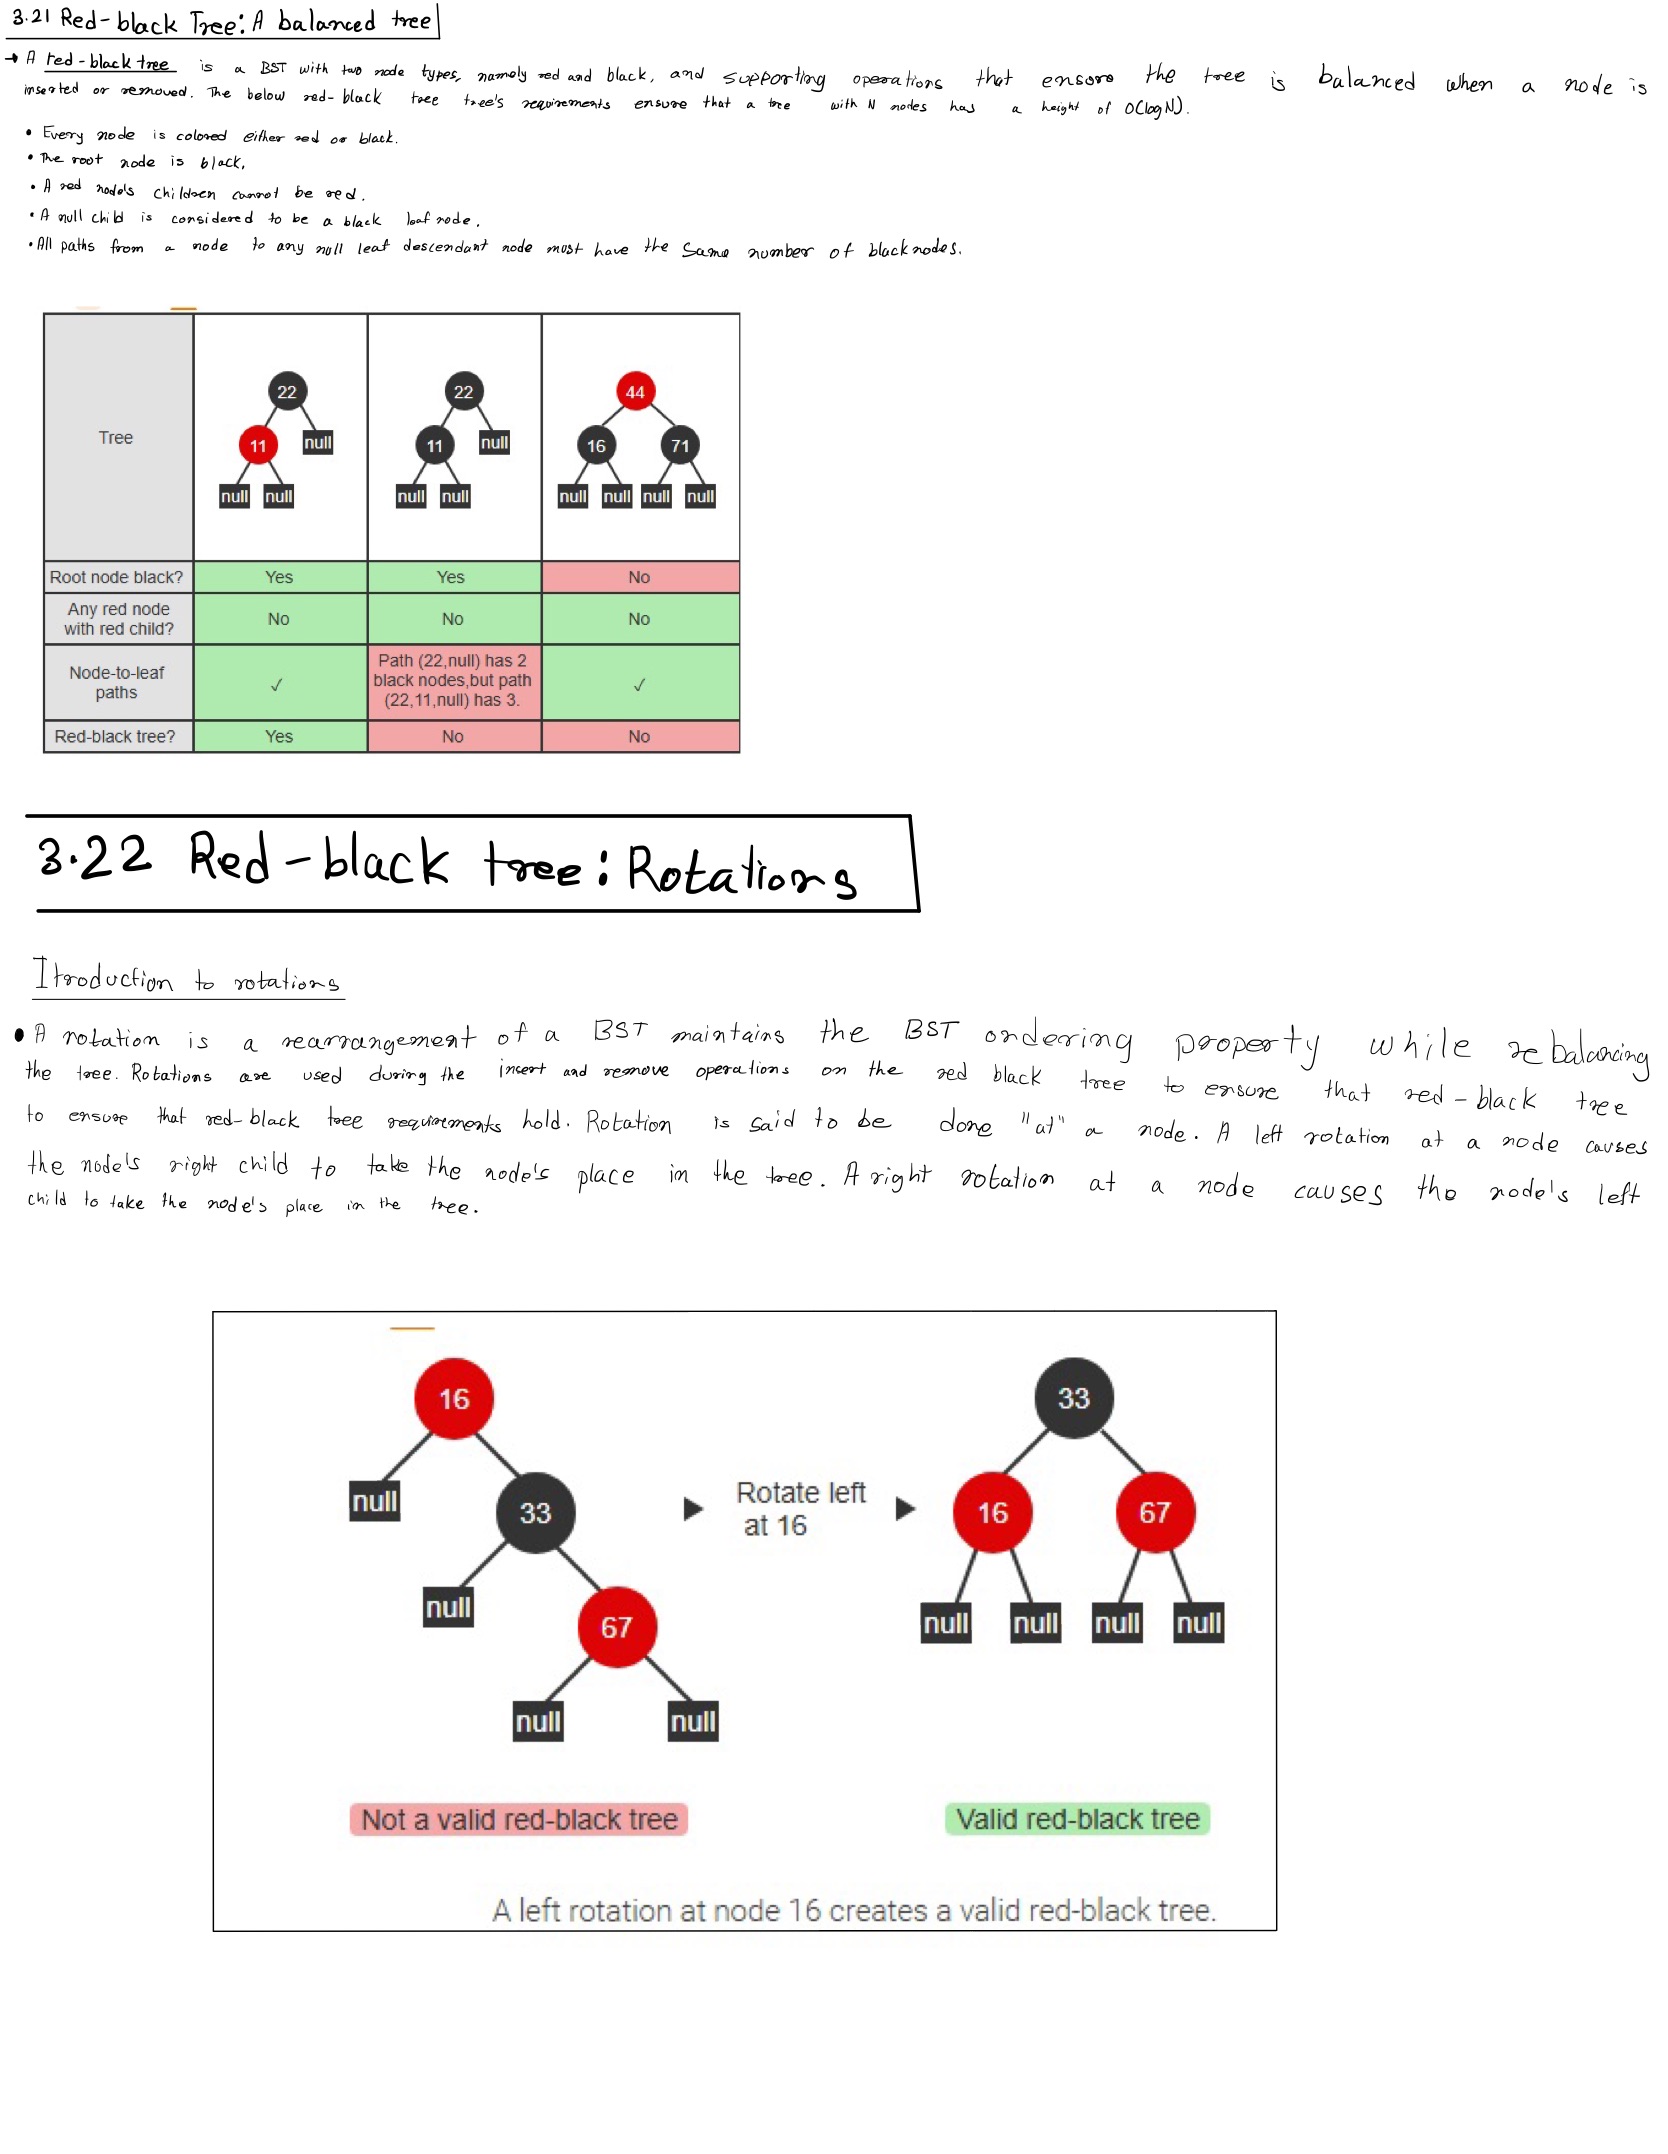 3.21 Red-black Tree: A balanced tree
→ A red-black tree is a BST with two node types, namely red and black, and supporting operations that ensure the tree is balanced when a node is
inserted or removed. The below red-black tree tree's requirements ensure that a tree with N nodes has a height of O(log N).
• Every node is colored either red or black.
• The root node is black.
• A red node's children cannot be red.
• A null child is considered to be a black leaf node.
• All paths from a node to any null leaf descendant node must have the same number of black nodes.
Tree
22
11
null
null null
22
11
null
null null
44
16 71
null null null null
Root node black? Yes Yes No
Any red node
with red child? No No No
Node-to-leaf
paths
✓
Path (22,null) has 2
black nodes,but path
(22,11,null) has 3.
✓
Red-black tree? Yes No No
3.22 Red-black tree: Rotations
Itroduction to rotations
• A rotation is a rearrangement of a BST maintains the BST ordering property while rebalancing
the tree. Rotations are used during the insert and remove operations on the red black tree to ensure that red-black tree
to ensure that red-black tree requirements hold. Rotation is said to be done "at" a node. A left rotation at a node causes
the node's right child to take the node's place in the tree. A right rotation at a node causes the node's left
child to take the node's place in the tree.
16
null
33
null
67
null null
Rotate left
at 16
33
16 67
null null null null
Not a valid red-black tree
Valid red-black tree
A left rotation at node 16 creates a valid red-black tree.